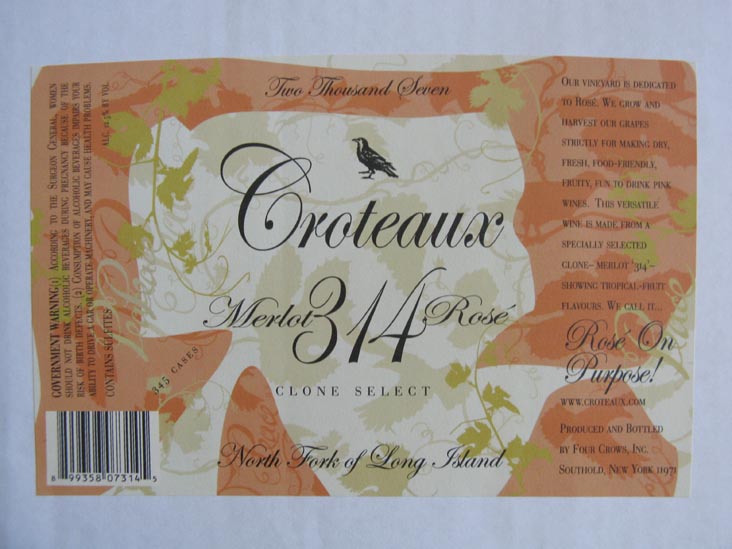 Two Thousand Seven
Croteaux
Merlot 314 Rosé
CLONE SELECT
345 CASES
North Fork of Long Island
GOVERNMENT WARNING:(1) ACCORDING TO THE SURGEON GENERAL, WOMEN
SHOULD NOT DRINK ALCOHOLIC BEVERAGES DURING PREGNANCY BECAUSE OF THE
RISK OF BIRTH DEFECTS. (2) CONSUMPTION OF ALCOHOLIC BEVERAGES IMPAIRS YOUR
ABILITY TO DRIVE A CAR OR OPERATE MACHINERY, AND MAY CAUSE HEALTH PROBLEMS.
CONTAINS SULFITES
8 99358 07314 5
OUR VINEYARD IS DEDICATED
TO ROSÉ. WE GROW AND
HARVEST OUR GRAPES
STRICTLY FOR MAKING DRY,
FRESH, FOOD-FRIENDLY,
FRUITY, FUN TO DRINK PINK
WINES. THIS VERSATILE
WINE IS MADE FROM A
SPECIALLY SELECTED
CLONE– MERLOT ‘314’–
SHOWING TROPICAL-FRUIT
FLAVOURS. WE CALL IT...
Rosé On
Purpose!
WWW.CROTEAUX.COM
PRODUCED AND BOTTLED
BY FOUR CROWS, INC.
SOUTHOLD, NEW YORK 11971